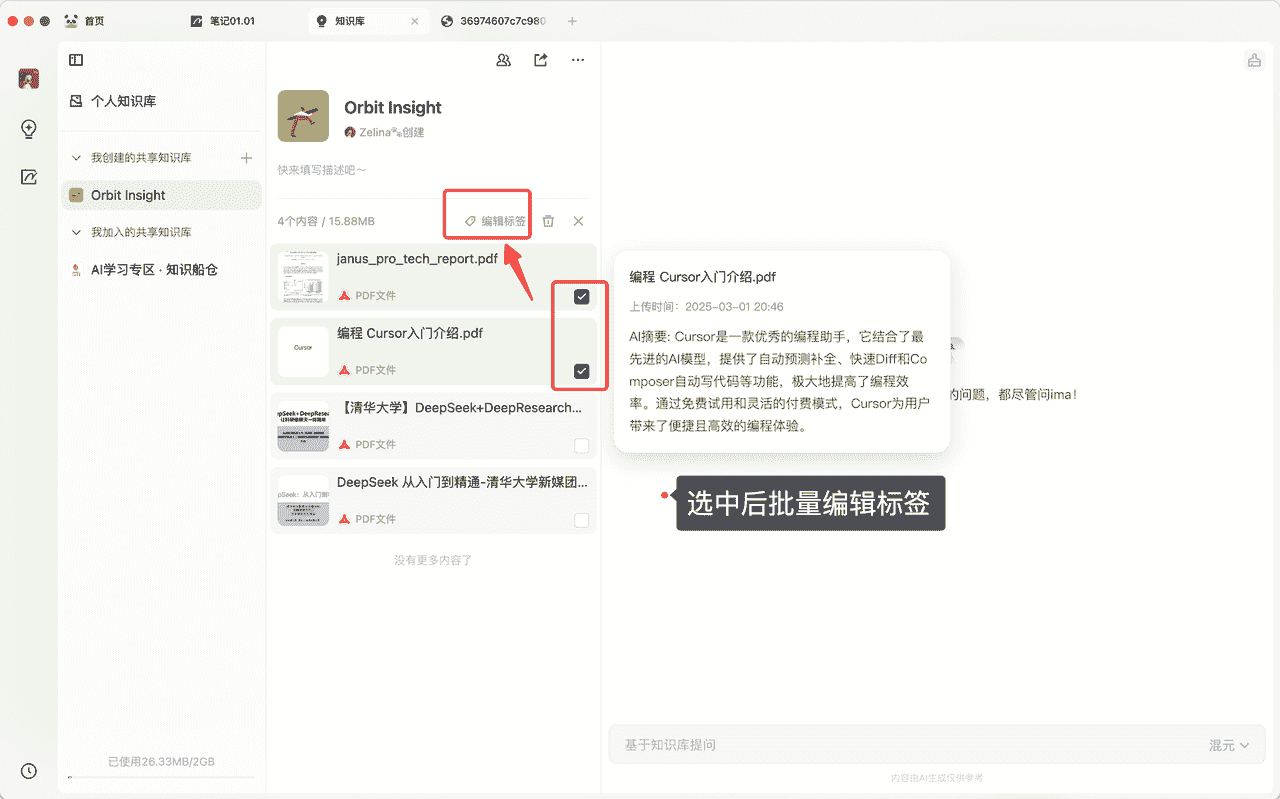 首页
笔记01.01
知识库
36974607c7c980
个人知识库
我创建的共享知识库
Orbit Insight
我加入的共享知识库
AI学习专区 · 知识船仓
已使用26.33MB/2GB
Orbit Insight
Zelina🐾创建
快来填写描述吧～
4个内容 / 15.88MB
编辑标签
janus_pro_tech_report.pdf
PDF文件
Cursor
编程 Cursor入门介绍.pdf
PDF文件
【清华大学】DeepSeek+DeepResearch...
PDF文件
DeepSeek 从入门到精通-清华大学新媒团...
PDF文件
没有更多内容了
编程 Cursor入门介绍.pdf
上传时间：2025-03-01 20:46
AI摘要: Cursor是一款优秀的编程助手，它结合了最
先进的AI模型，提供了自动预测补全、快速Diff和Co
mposer自动写代码等功能，极大地提高了编程效
率。通过免费试用和灵活的付费模式，Cursor为用户
带来了便捷且高效的编程体验。
的问题，都尽管问ima！
选中后批量编辑标签
基于知识库提问
混元
内容由AI生成仅供参考